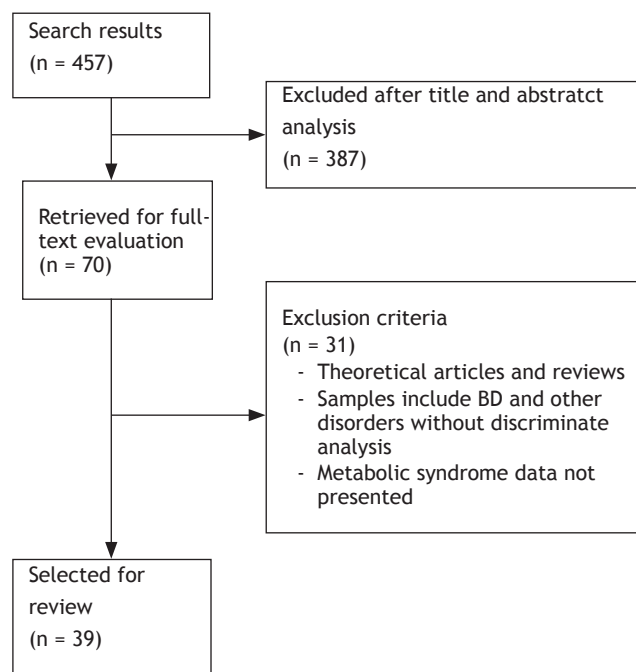 Search results
(n = 457)
Excluded after title and abstratct
analysis
(n = 387)
Retrieved for full-
text evaluation
(n = 70)
Exclusion criteria
(n = 31)
- Theoretical articles and reviews
- Samples include BD and other
disorders without discriminate
analysis
- Metabolic syndrome data not
presented
Selected for
review
(n = 39)